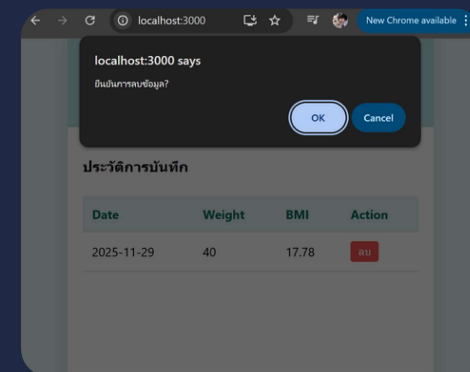 localhost:3000
New Chrome available
localhost:3000 says
ยืนยันการลบข้อมูล?
OK
Cancel
ประวัติการบันทึก
Date Weight BMI Action
2025-11-29 40 17.78 ลบ